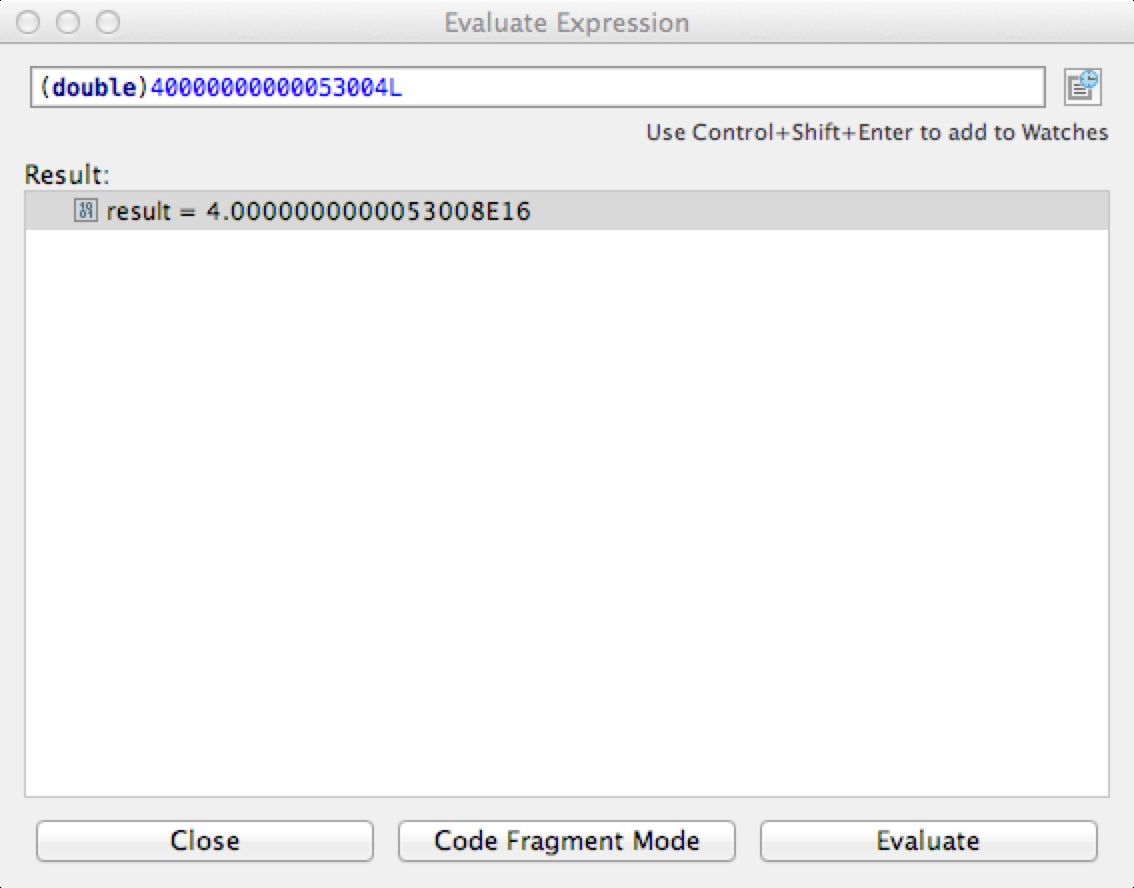 Evaluate Expression
(double)40000000000053004L
Use Control+Shift+Enter to add to Watches
Result:
result = 4.0000000000053008E16
Close
Code Fragment Mode
Evaluate